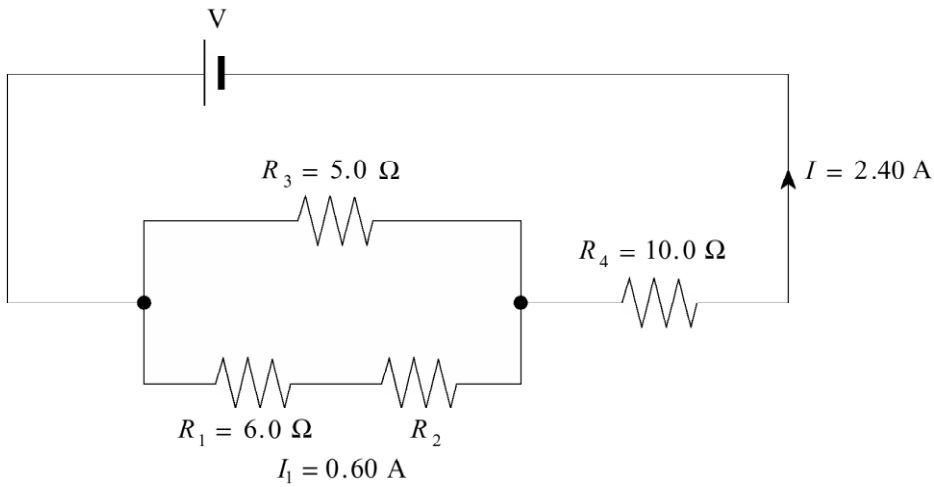 V
R₃ = 5.0 Ω
I = 2.40 A
R₄ = 10.0 Ω
R₁ = 6.0 Ω
R₂
I₁ = 0.60 A